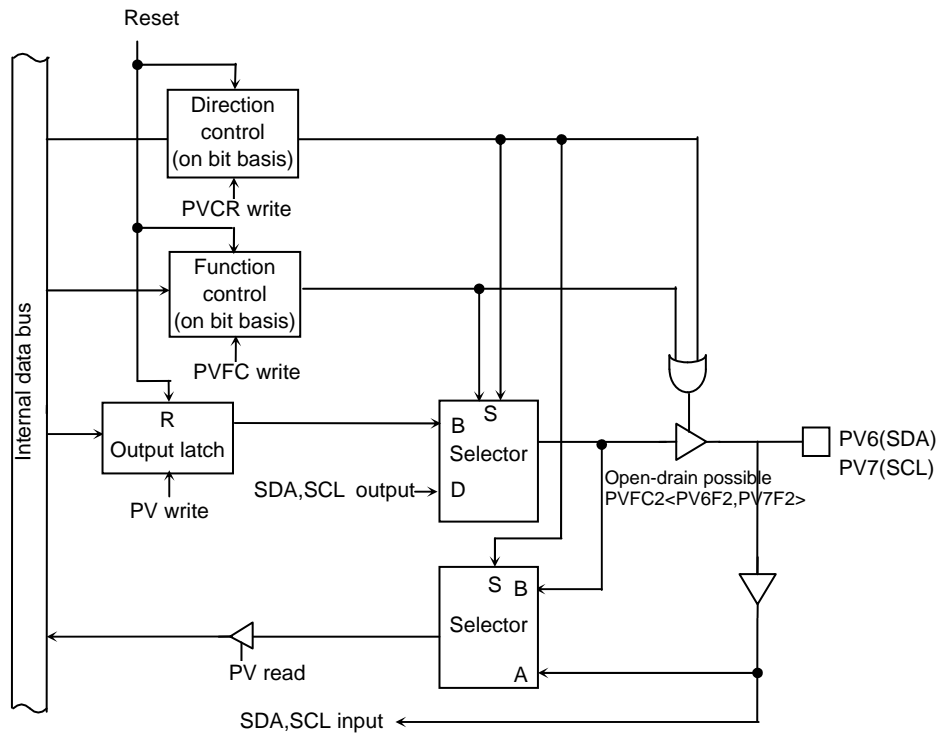 Reset
Internal data bus
Direction
control
(on bit basis)
PVCR write
Function
control
(on bit basis)
PVFC write
R
Output latch
PV write
S
B
Selector
D
SDA,SCL output
PV6(SDA)
PV7(SCL)
Open-drain possible
PVFC2<PV6F2,PV7F2>
S
B
Selector
A
PV read
SDA,SCL input